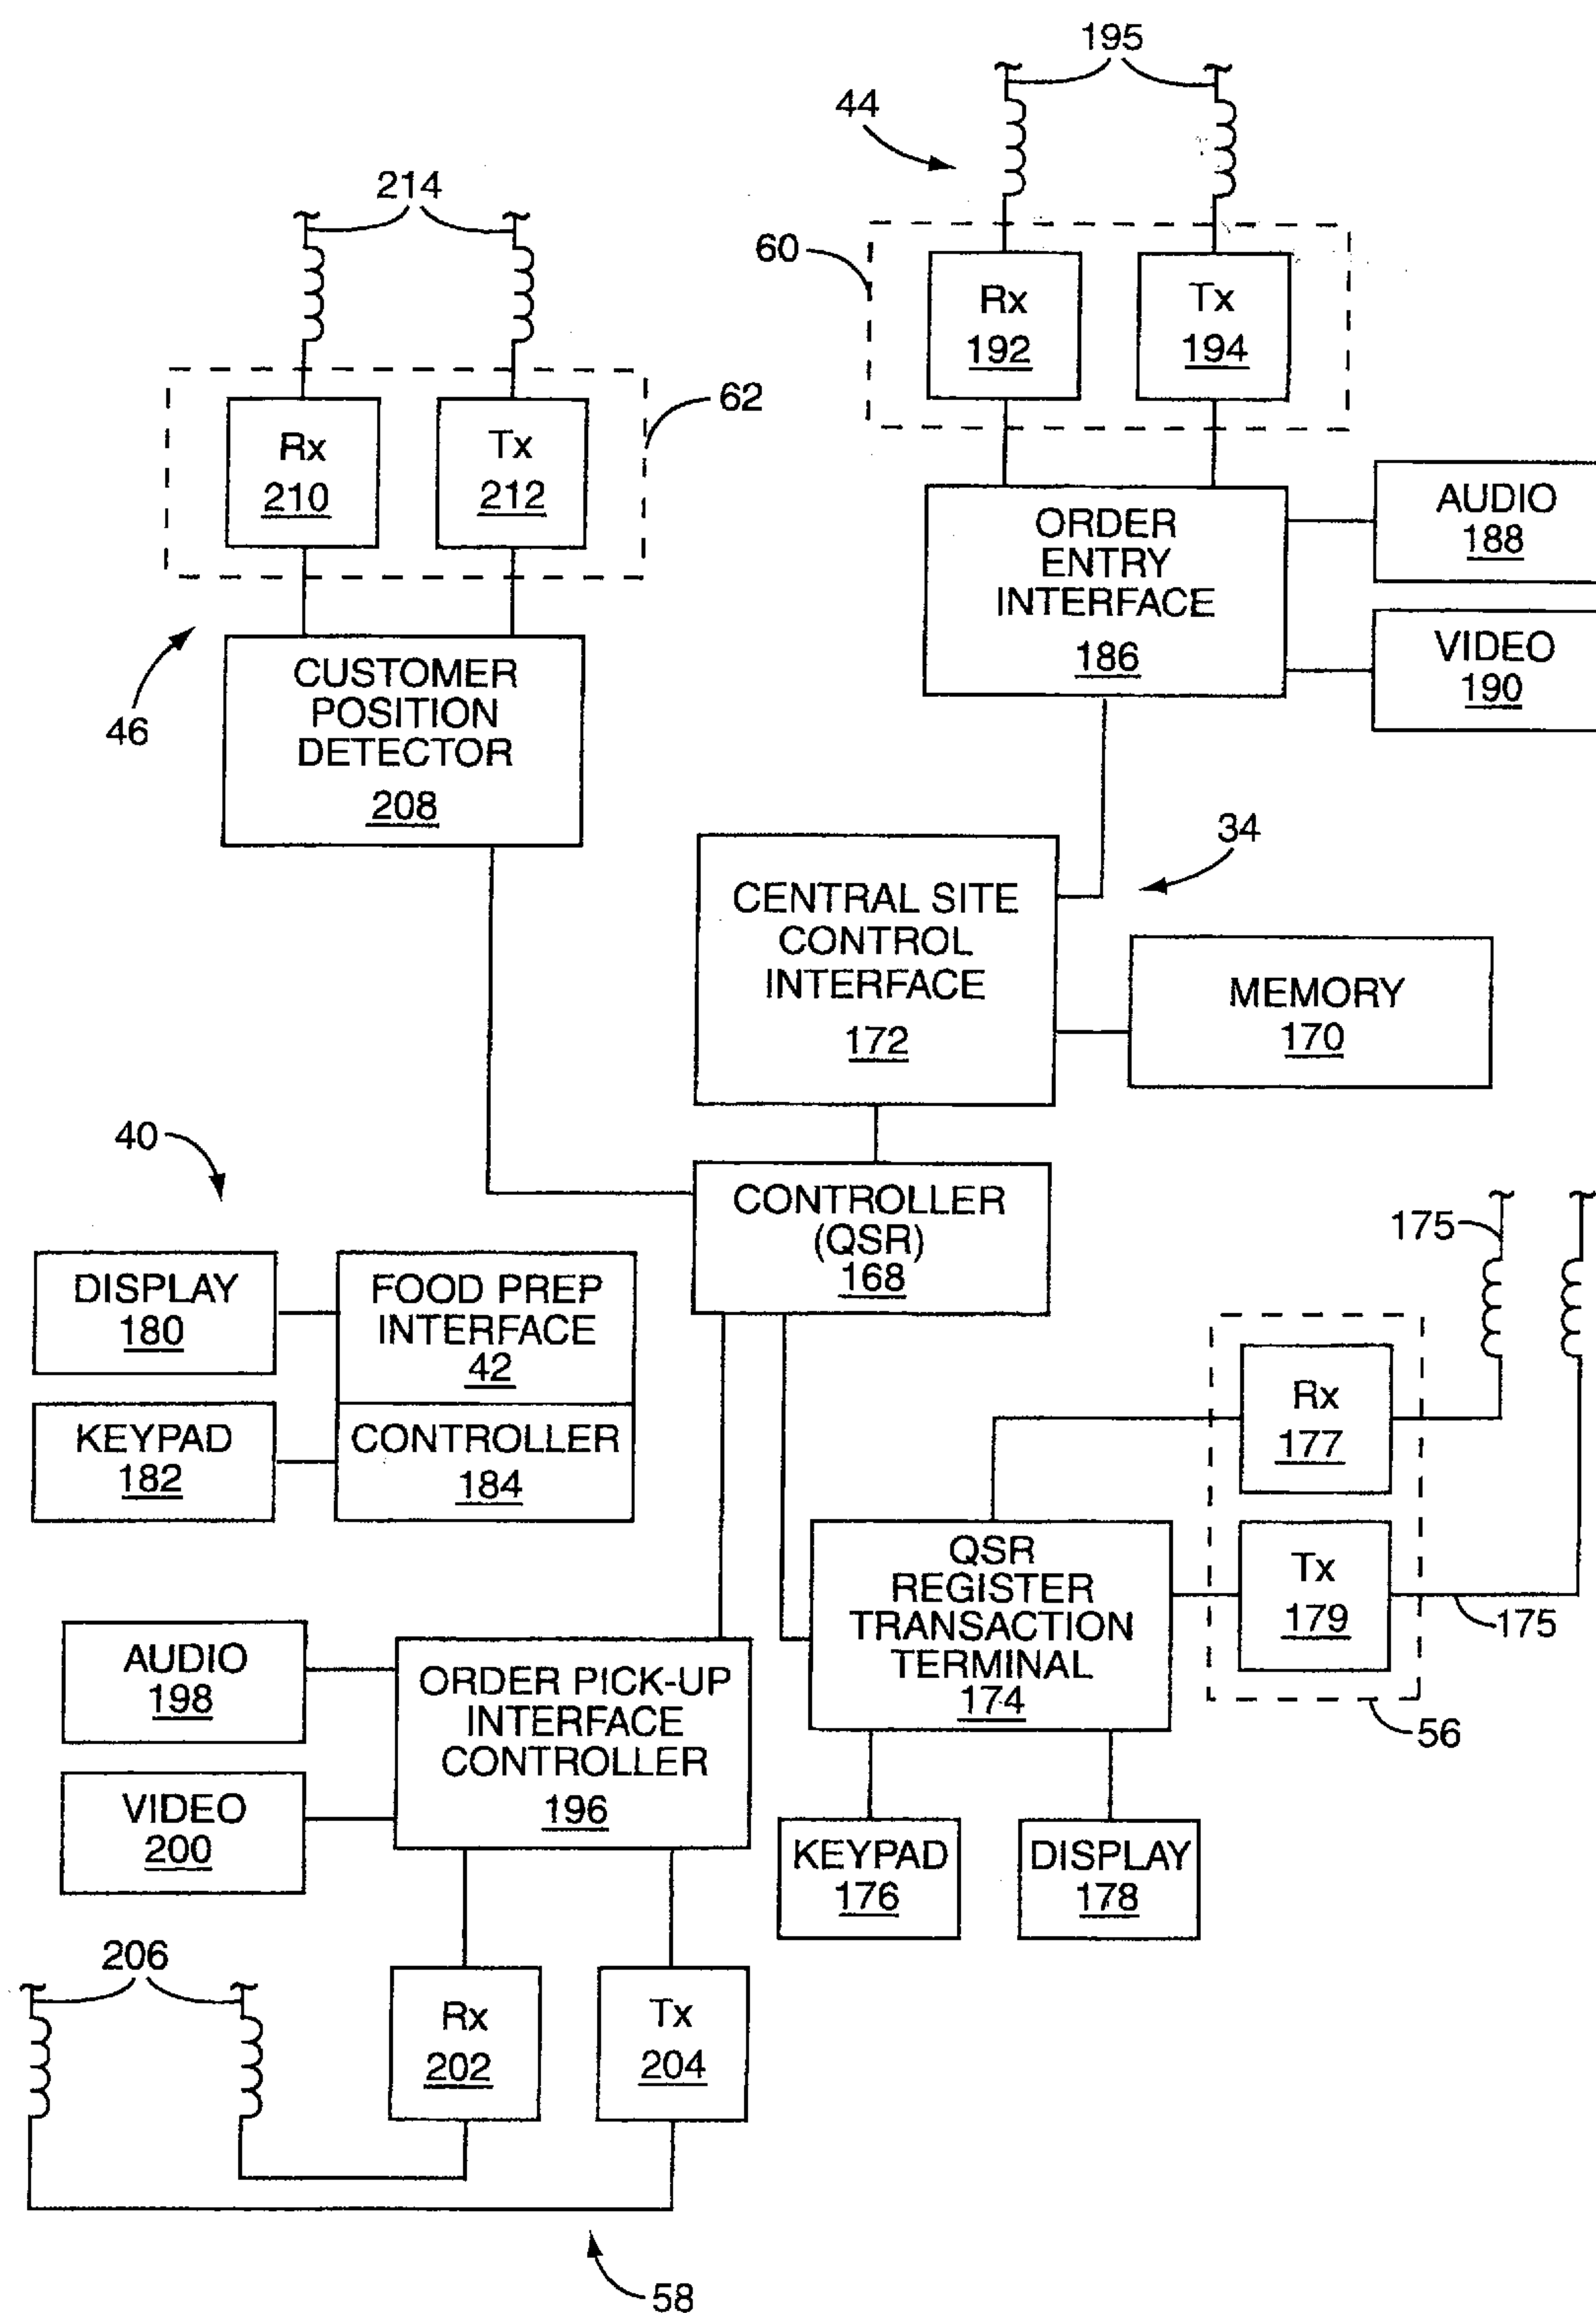 195
44
214
60
Rx
192
Tx
194
62
Rx
210
Tx
212
AUDIO
188
ORDER
ENTRY
INTERFACE
186
VIDEO
190
46
CUSTOMER
POSITION
DETECTOR
208
34
CENTRAL SITE
CONTROL
INTERFACE
172
MEMORY
170
40
CONTROLLER
(QSR)
168
175
DISPLAY
180
FOOD PREP
INTERFACE
42
KEYPAD
182
CONTROLLER
184
Rx
177
Tx
179
175
56
QSR
REGISTER
TRANSACTION
TERMINAL
174
AUDIO
198
ORDER PICK-UP
INTERFACE
CONTROLLER
196
VIDEO
200
KEYPAD
176
DISPLAY
178
206
Rx
202
Tx
204
58